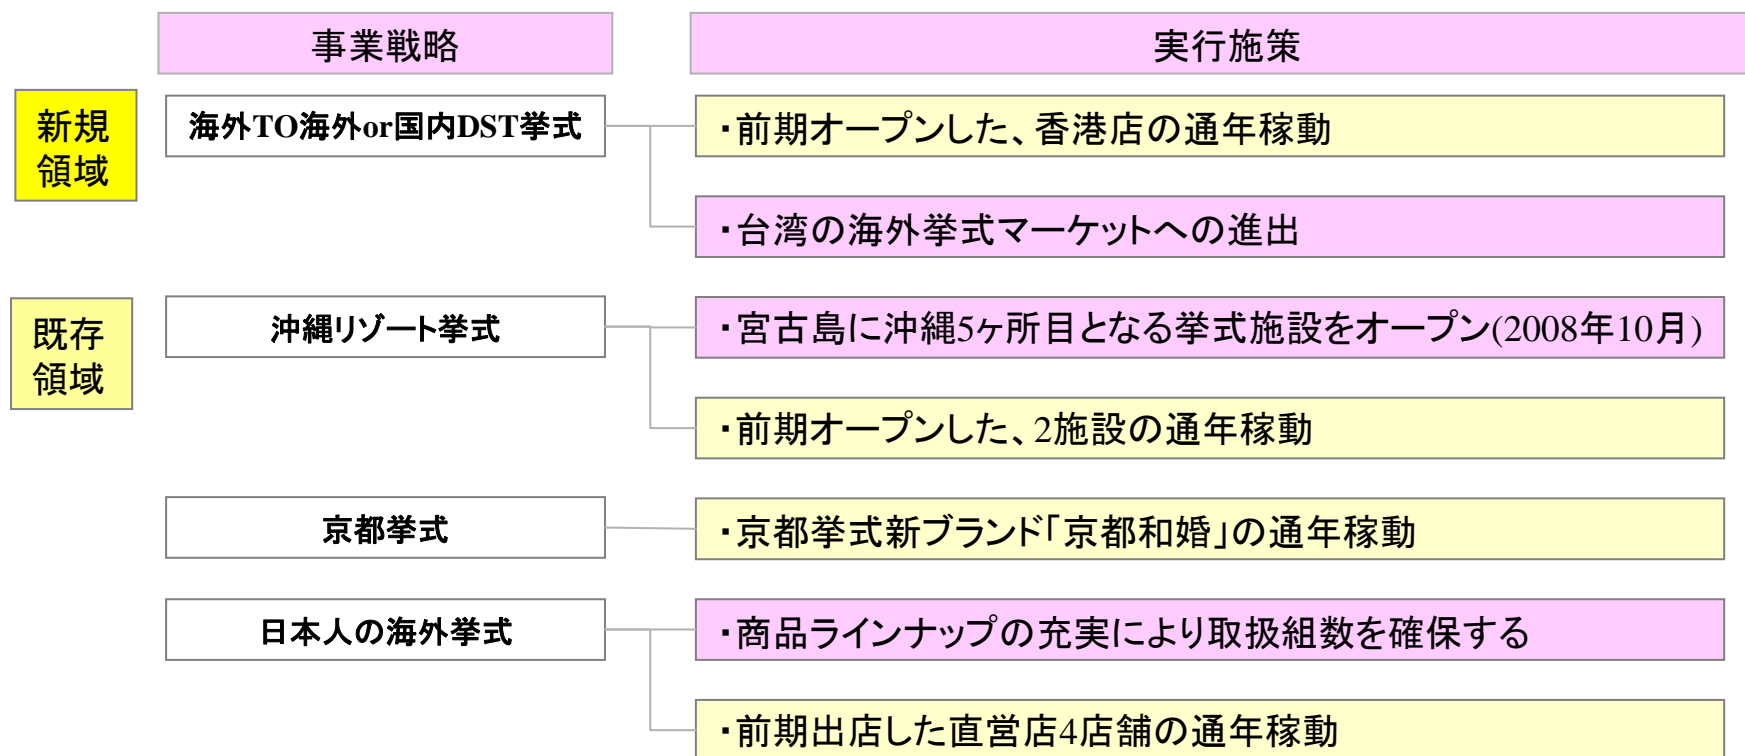 事業戦略
実行施策
新規
領域
海外TO海外or国内DST挙式
・前期オープンした、香港店の通年稼動
・台湾の海外挙式マーケットへの進出
既存
領域
沖縄リゾート挙式
・宮古島に沖縄5ヶ所目となる挙式施設をオープン(2008年10月)
・前期オープンした、2施設の通年稼動
京都挙式
・京都挙式新ブランド「京都和婚」の通年稼動
日本人の海外挙式
・商品ラインナップの充実により取扱組数を確保する
・前期出店した直営店4店舗の通年稼動